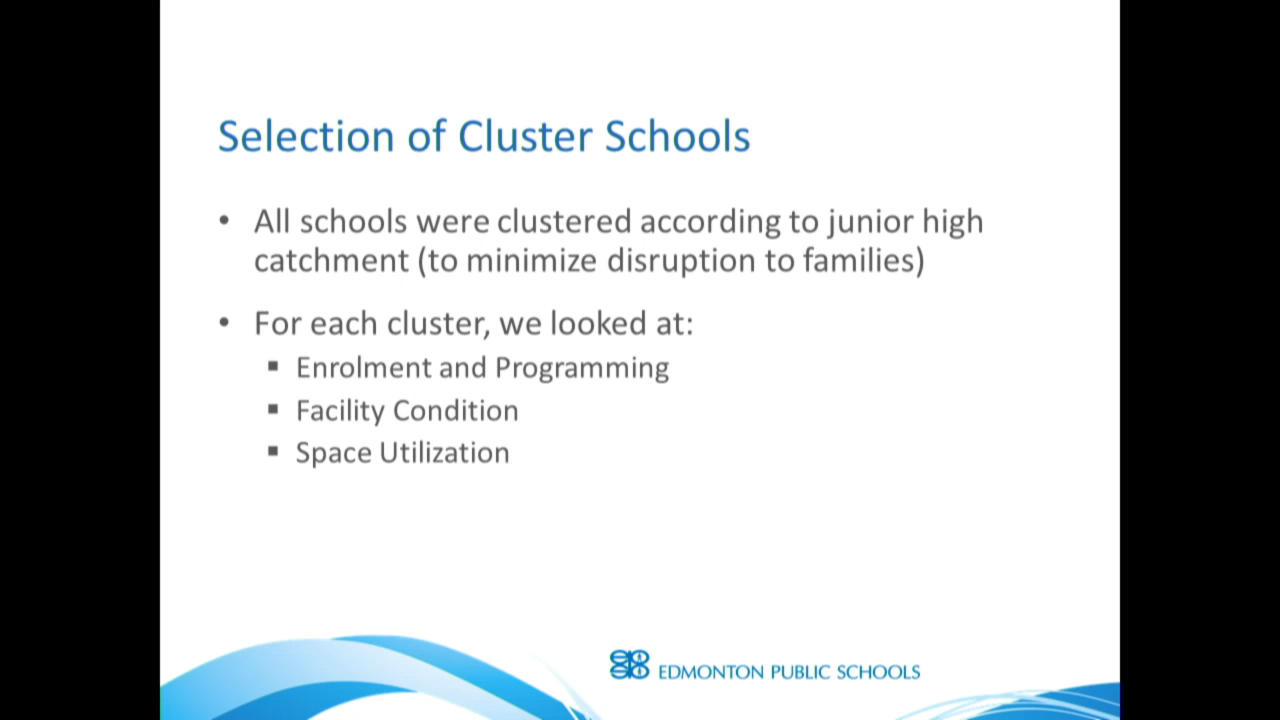 Selection of Cluster Schools
• All schools were clustered according to junior high
catchment (to minimize disruption to families)
• For each cluster, we looked at:
▪ Enrolment and Programming
▪ Facility Condition
▪ Space Utilization
EDMONTON PUBLIC SCHOOLS